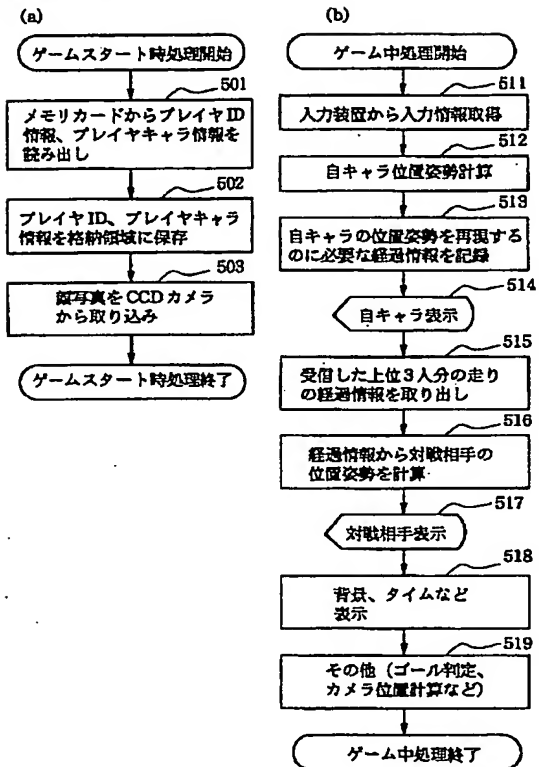 (a)
ゲームスタート時処理開始
501
メモリカードからプレイヤID
情報、プレイヤキャラ情報を
読み出し
502
プレイヤID、プレイヤキャラ
情報を格納領域に保存
503
顔写真をCCDカメラ
から取り込み
ゲームスタート時処理終了
(b)
ゲーム中処理開始
511
入力装置から入力情報取得
512
自キャラ位置姿勢計算
513
自キャラの位置姿勢を再現する
のに必要な経過情報を記録
514
自キャラ表示
515
受信した上位3人分の走り
の経過情報を取り出し
516
経過情報から対戦相手の
位置姿勢を計算
517
対戦相手表示
518
背景、タイムなど
表示
519
その他(ゴール判定、
カメラ位置計算など)
ゲーム中処理終了